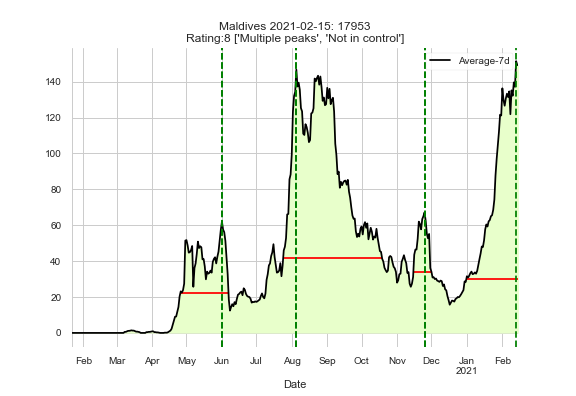 Maldives 2021-02-15: 17953
Rating:8 ['Multiple peaks', 'Not in control']
Average-7d
140
120
100
80
60
40
20
0
Feb Mar Apr May Jun Jul Aug Sep Oct Nov Dec Jan Feb
2021
Date